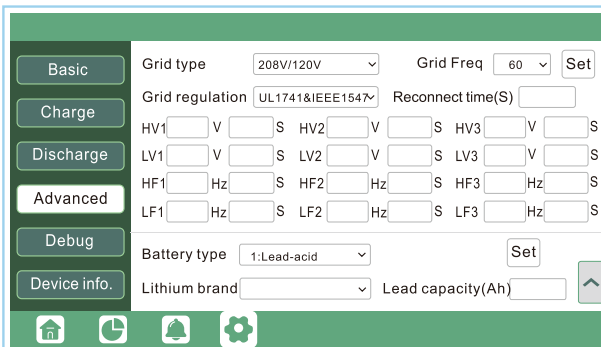 Basic
Charge
Discharge
Advanced
Debug
Device info.
Grid type 208V/120V Grid Freq 60 Set
Grid regulation UL1741&IEEE1547 Reconnect time(S)
HV1 V S HV2 V S HV3 V S
LV1 V S LV2 V S LV3 V S
HF1 Hz S HF2 Hz S HF3 Hz S
LF1 Hz S LF2 Hz S LF3 Hz S
Battery type 1:Lead-acid Set
Lithium brand Lead capacity(Ah)